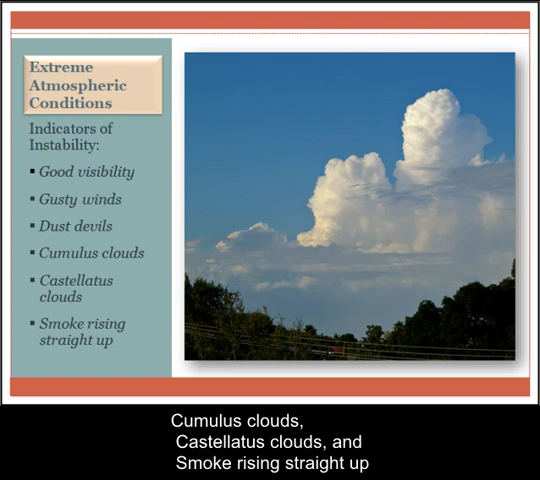 Extreme
Atmospheric
Conditions
Indicators of
Instability:
▪ Good visibility
▪ Gusty winds
▪ Dust devils
▪ Cumulus clouds
▪ Castellatus
clouds
▪ Smoke rising
straight up
Cumulus clouds,
Castellatus clouds, and
Smoke rising straight up